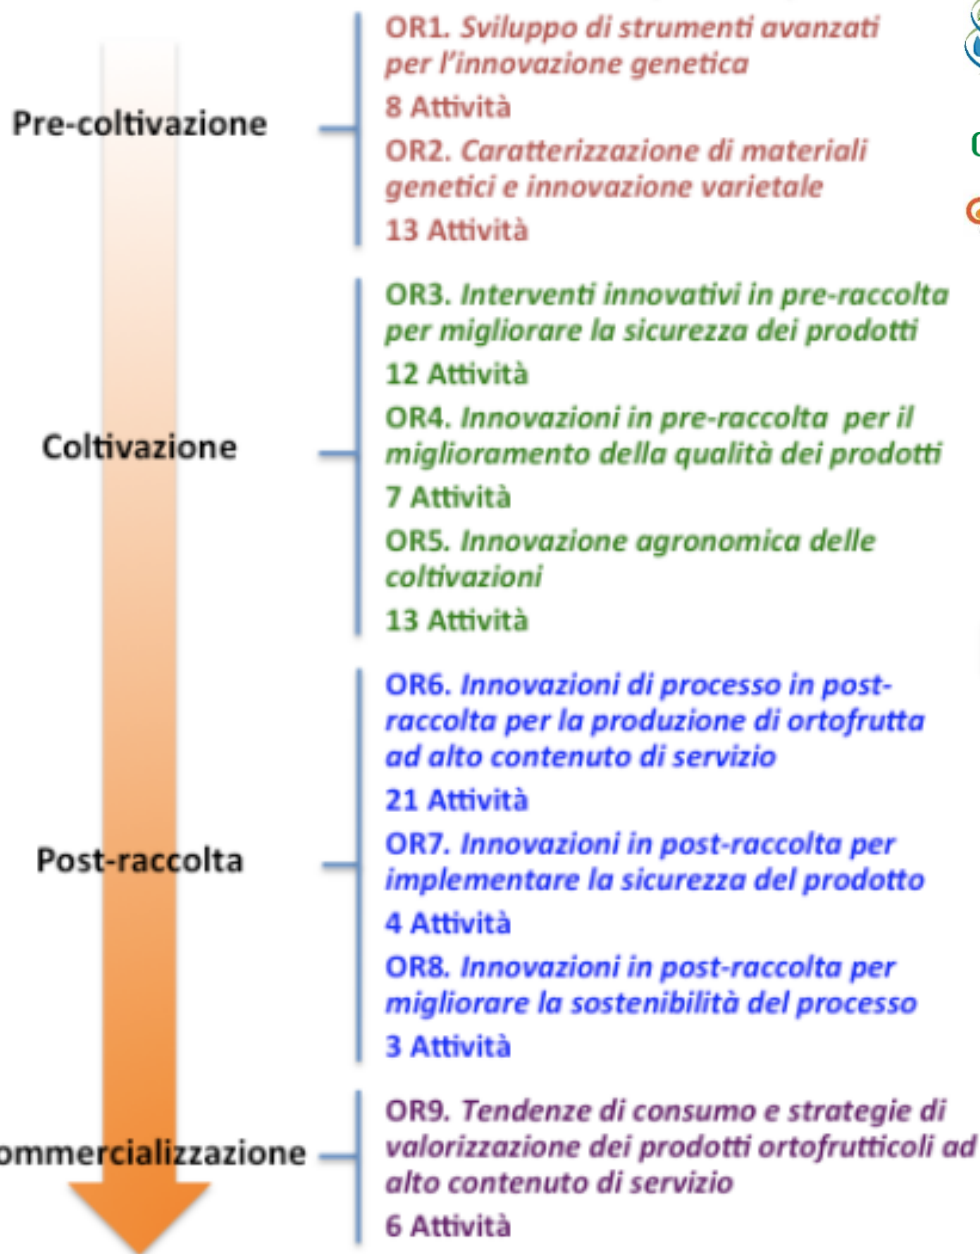 OR1. Sviluppo di strumenti avanzati
per l'innovazione genetica
Pre-coltivazione
8 Attività
OR2. Caratterizzazione di materiali
genetici e innovazione varietale
13 Attività
OR3. Interventi innovativi in pre-raccolta
per migliorare la sicurezza dei prodotti
12 Attività
OR4. Innovazioni in pre-raccolta per il
Coltivazione
miglioramento della qualità dei prodotti
7 Attività
OR5. Innovazione agronomica delle
coltivazioni
13 Attività
OR6. Innovazioni di processo in post-
raccolta per la produzione di ortofrutta
ad alto contenuto di servizio
21 Attività
OR7. Innovazioni in post-raccolta per
Post-raccolta
implementare la sicurezza del prodotto
4 Attività
OR8. Innovazioni in post-raccolta per
migliorare la sostenibilità del processo
3 Attività
OR9. Tendenze di consumo e strategie di
ommercializzazione
valorizzazione dei prodotti ortofrutticoli ad
alto contenuto di servizio
6 Attività